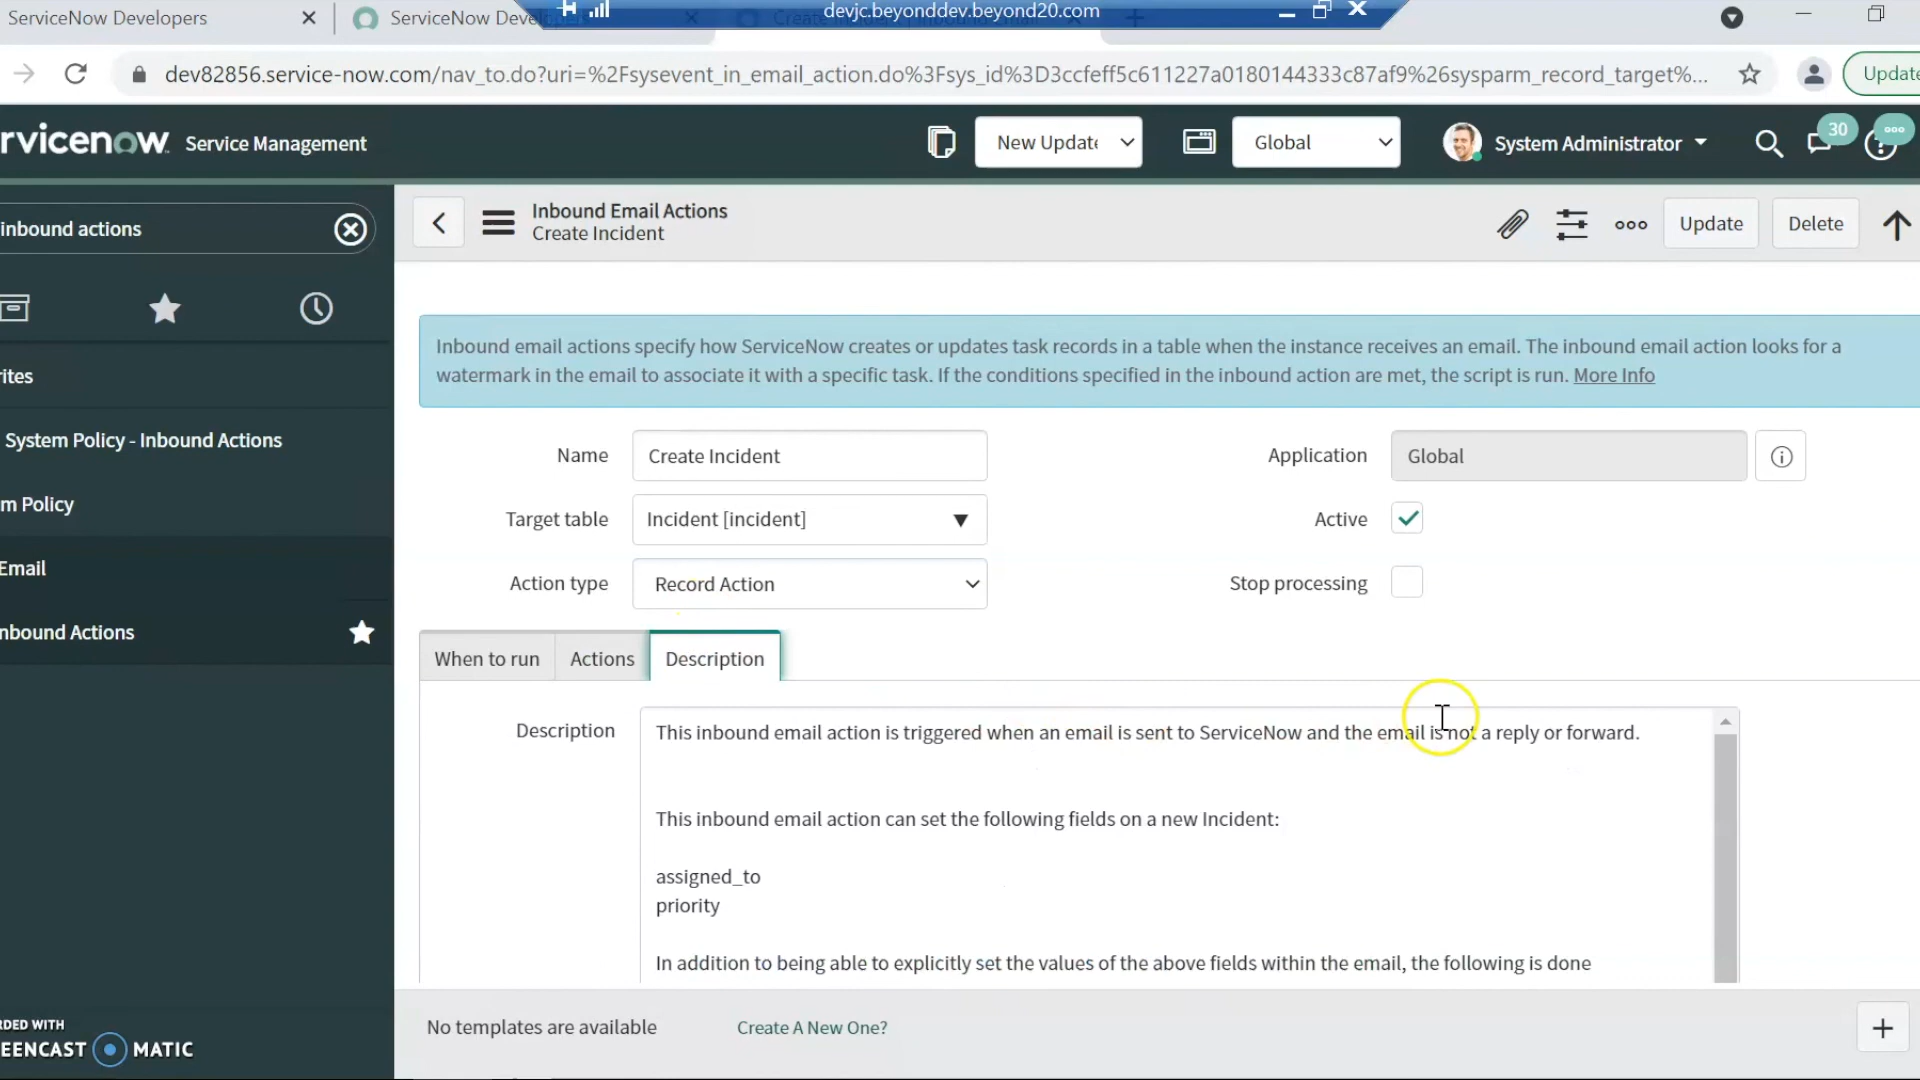 ServiceNow Developers
ServiceNow Devel
devjc.beyonddev.beyond20.com
dev82856.service-now.com/nav_to.do?uri=%2Fsysevent_in_email_action.do%3Fsys_id%3D3ccfeff5c611227a0180144333c87af9%26sysparm_record_target%...
Update
rvicenow Service Management
New Update
Global
System Administrator
30
inbound actions
Inbound Email Actions
Create Incident
Update
Delete
Inbound email actions specify how ServiceNow creates or updates task records in a table when the instance receives an email. The inbound email action looks for a
watermark in the email to associate it with a specific task. If the conditions specified in the inbound action are met, the script is run. More Info
rites
System Policy - Inbound Actions
m Policy
Email
nbound Actions
Name
Create Incident
Application
Global
Target table
Incident [incident]
Active
Action type
Record Action
Stop processing
When to run
Actions
Description
Description
This inbound email action is triggered when an email is sent to ServiceNow and the email is not a reply or forward.
This inbound email action can set the following fields on a new Incident:
assigned_to
priority
In addition to being able to explicitly set the values of the above fields within the email, the following is done
No templates are available
Create A New One?
RDED WITH
EENCAST MATIC